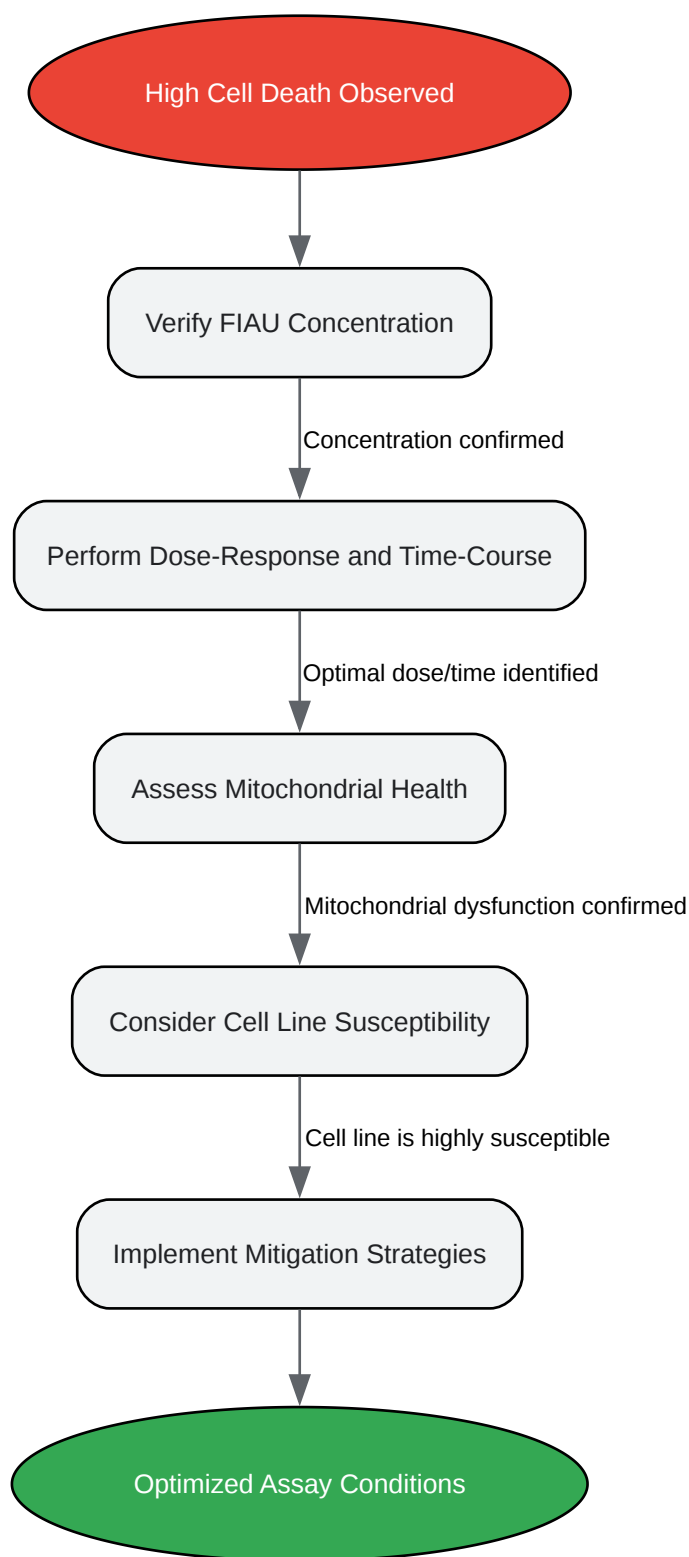 High Cell Death Observed
Verify FIAU Concentration
Concentration confirmed
Perform Dose-Response and Time-Course
Optimal dose/time identified
Assess Mitochondrial Health
Mitochondrial dysfunction confirmed
Consider Cell Line Susceptibility
Cell line is highly susceptible
Implement Mitigation Strategies
Optimized Assay Conditions